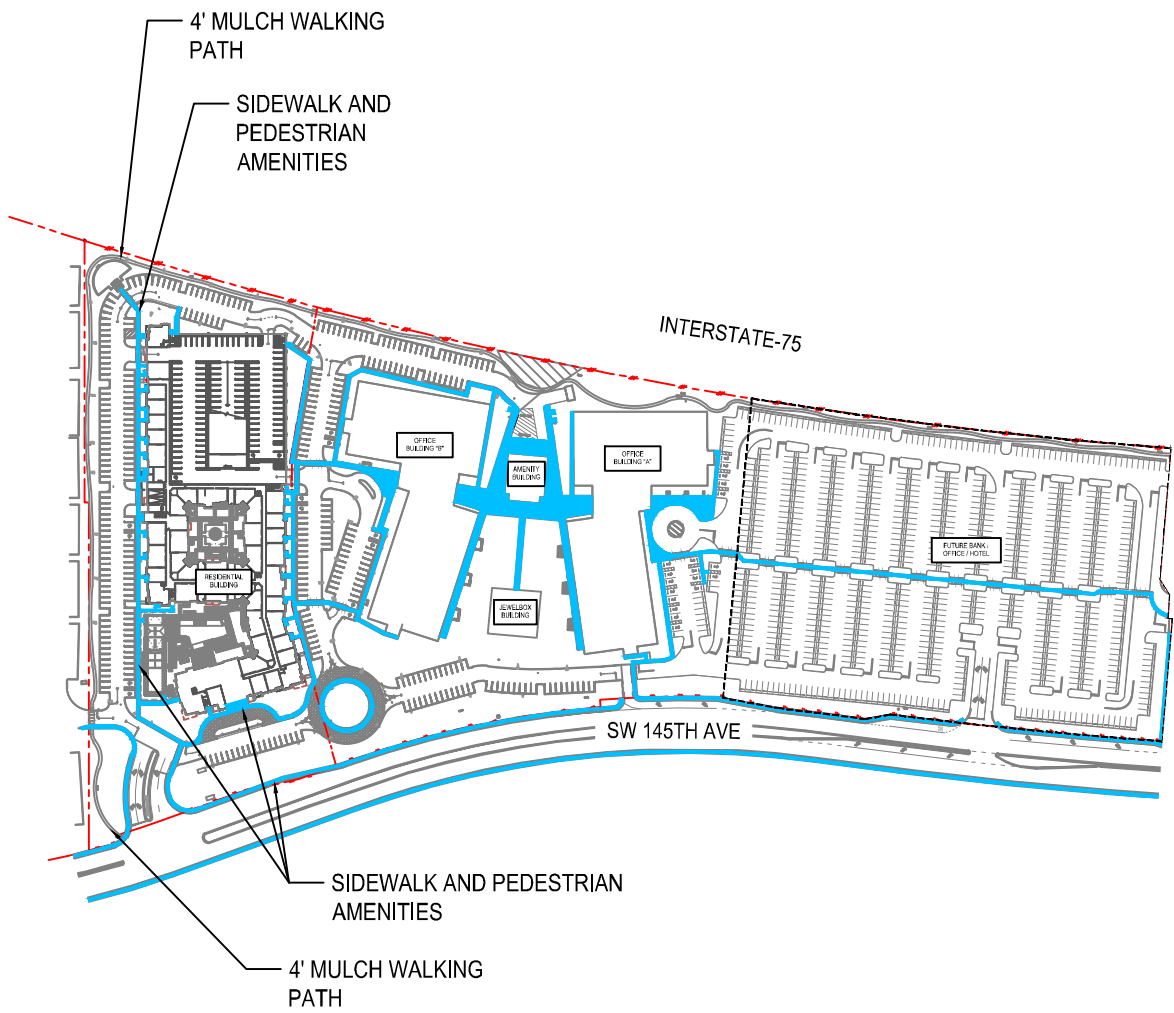 4' MULCH WALKING
PATH
SIDEWALK AND
PEDESTRIAN
AMENITIES
INTERSTATE-75
OFFICE
BUILDING "B"
OFFICE
BUILDING "A"
AMENITY
BUILDING
FUTURE BANK /
OFFICE / HOTEL
RESIDENTIAL
BUILDING
JEWELBOX
BUILDING
SW 145TH AVE
SIDEWALK AND PEDESTRIAN
AMENITIES
4' MULCH WALKING
PATH